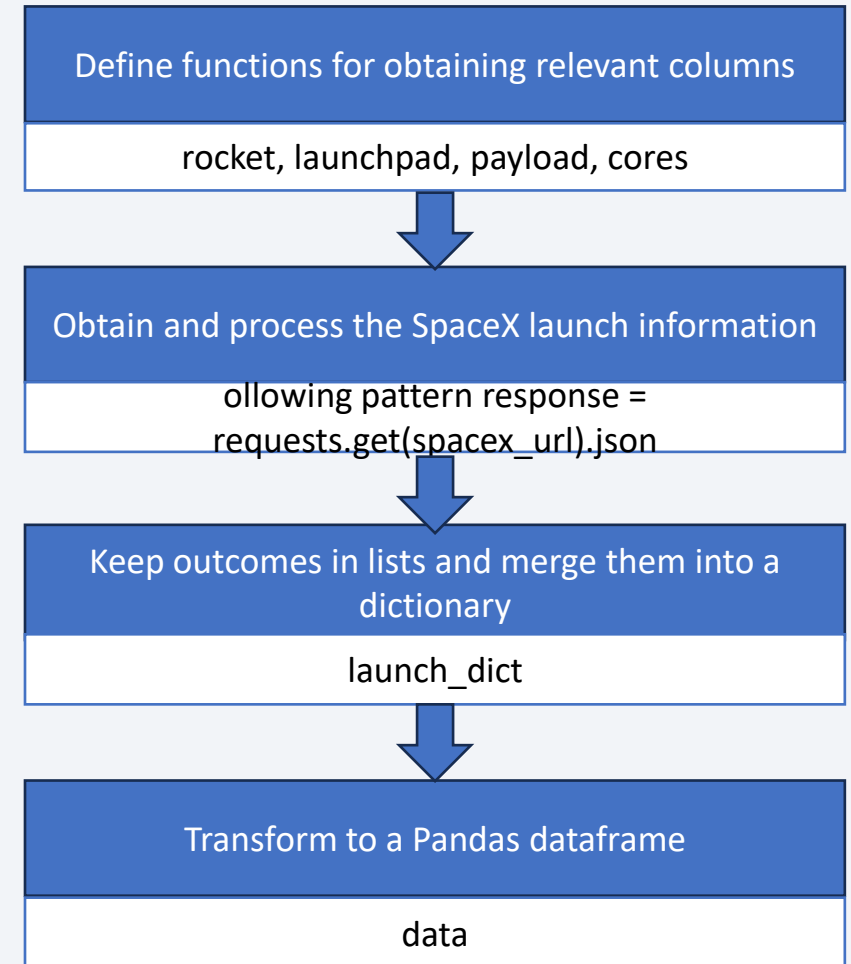 Define functions for obtaining relevant columns
rocket, launchpad, payload, cores
Obtain and process the SpaceX launch information
ollowing pattern response =
requests.get(spacex_url).json
Keep outcomes in lists and merge them into a
dictionary
launch_dict
Transform to a Pandas dataframe
data